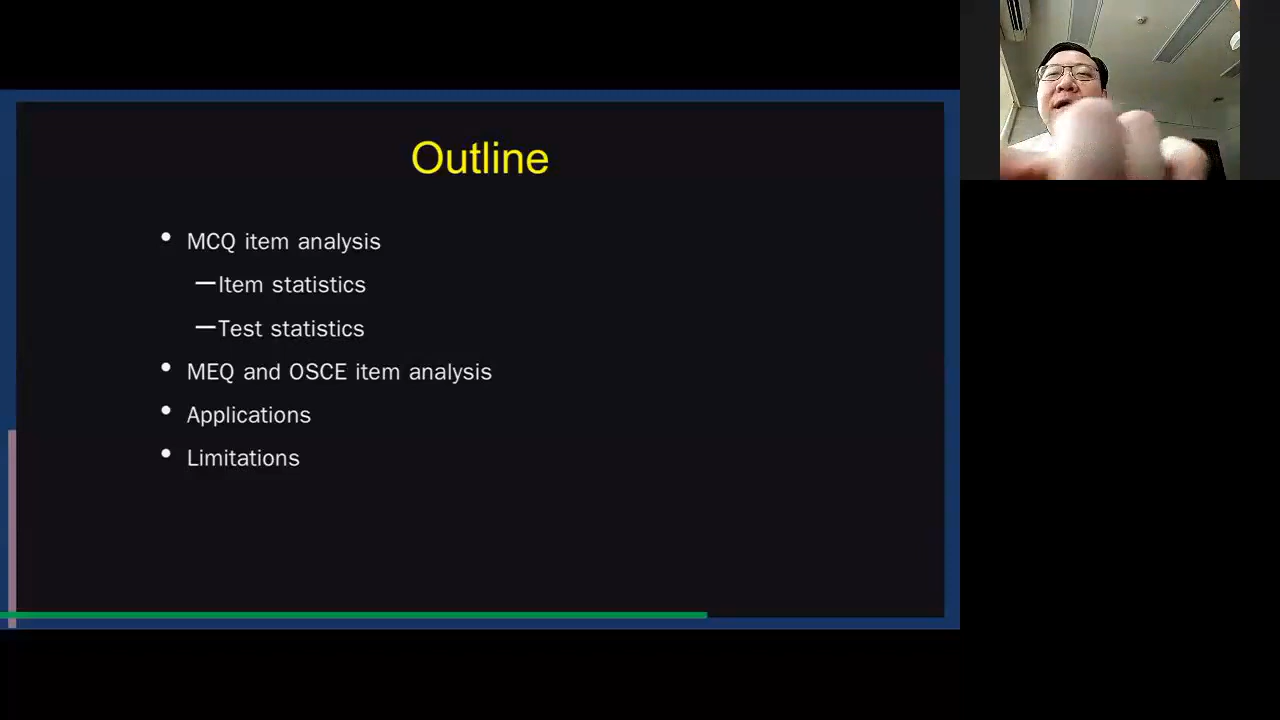 Outline
• MCQ item analysis
–Item statistics
–Test statistics
• MEQ and OSCE item analysis
• Applications
• Limitations